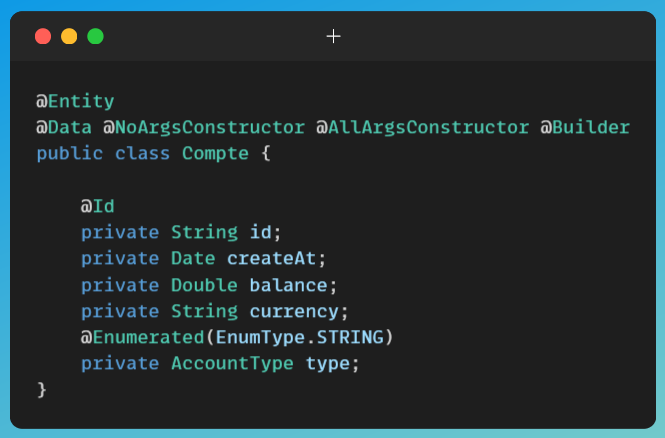 @Entity
@Data @NoArgsConstructor @AllArgsConstructor @Builder
public class Compte {
@Id
private String id;
private Date createAt;
private Double balance;
private String currency;
@Enumerated(EnumType.STRING)
private AccountType type;
}